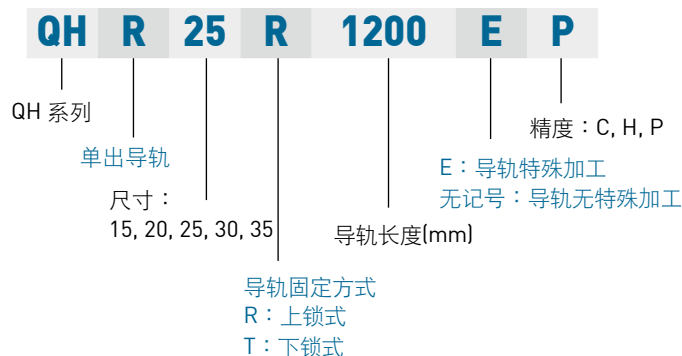 QH R 25 R 1200 E P
QH 系列
单出导轨
尺寸：
15, 20, 25, 30, 35
导轨固定方式
R：上锁式
T：下锁式
导轨长度(mm)
E：导轨特殊加工
无记号：导轨无特殊加工
精度：C, H, P